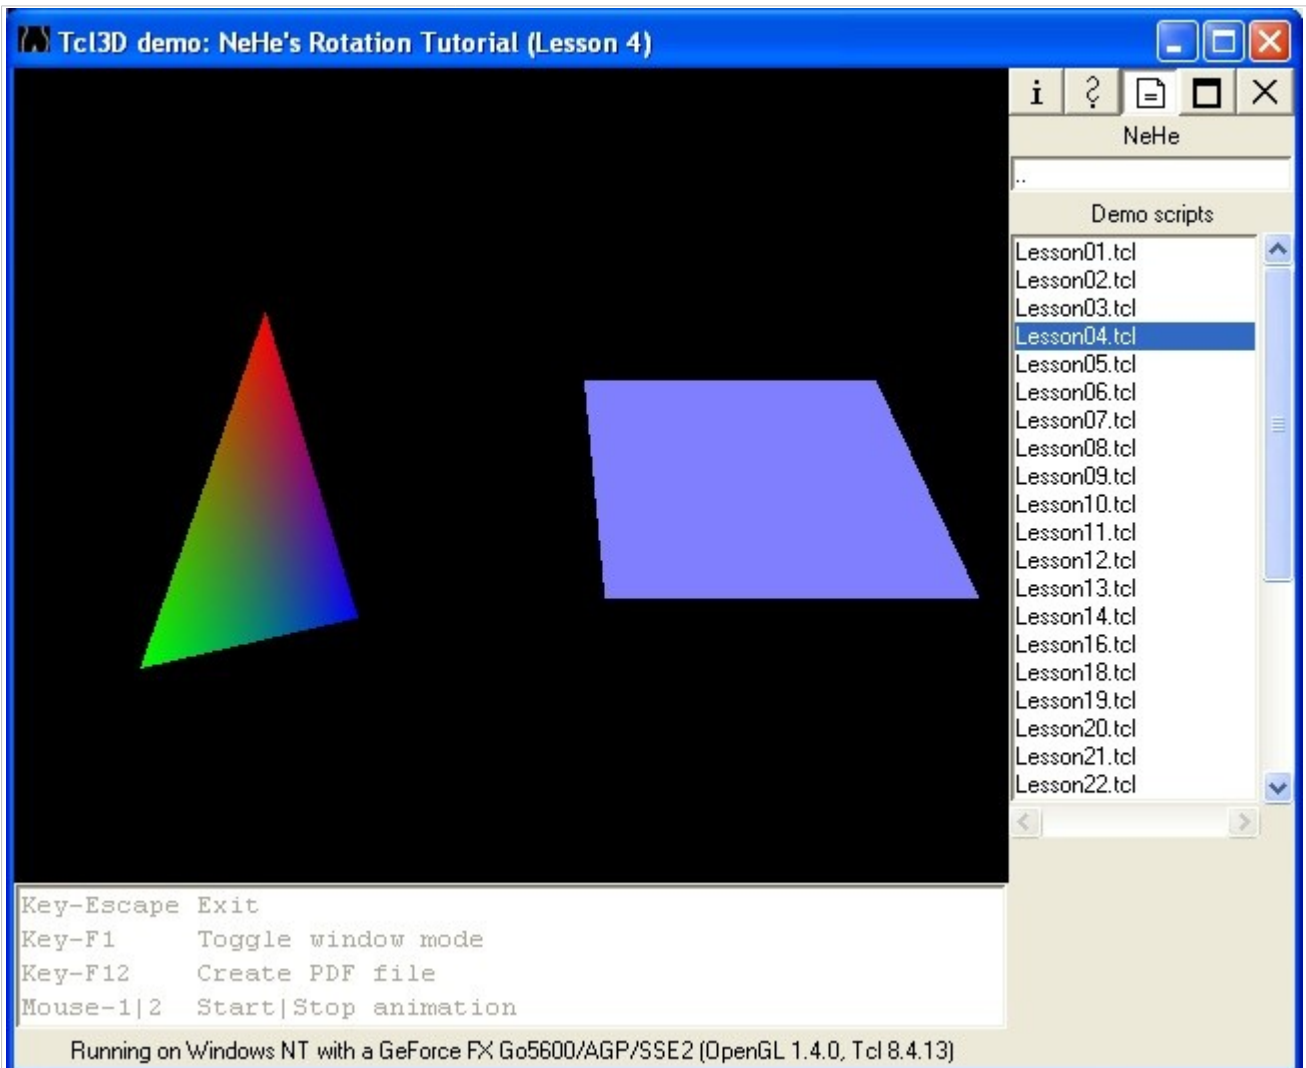 Tcl3D demo: NeHe's Rotation Tutorial (Lesson 4)
i ?
NeHe
..
Demo scripts
Lesson01.tcl
Lesson02.tcl
Lesson03.tcl
Lesson04.tcl
Lesson05.tcl
Lesson06.tcl
Lesson07.tcl
Lesson08.tcl
Lesson09.tcl
Lesson10.tcl
Lesson11.tcl
Lesson12.tcl
Lesson13.tcl
Lesson14.tcl
Lesson16.tcl
Lesson18.tcl
Lesson19.tcl
Lesson20.tcl
Lesson21.tcl
Lesson22.tcl
Key-Escape Exit
Key-F1 Toggle window mode
Key-F12 Create PDF file
Mouse-1|2 Start|Stop animation
Running on Windows NT with a GeForce FX Go5600/AGP/SSE2 (OpenGL 1.4.0, Tcl 8.4.13)